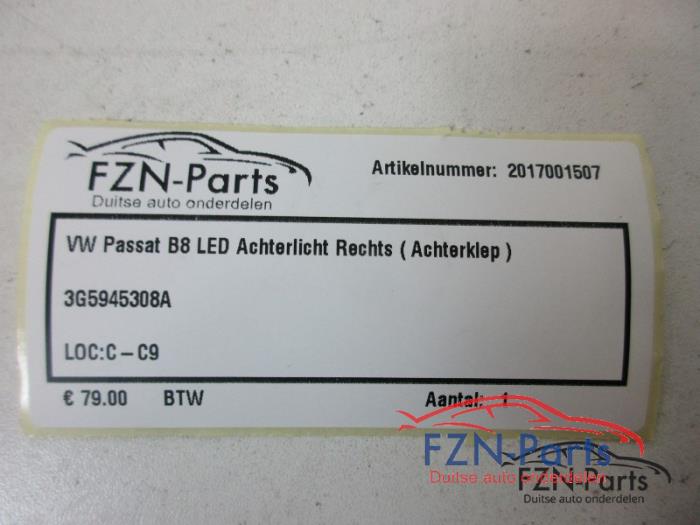 FZN-Parts
Duitse auto onderdelen
Artikelnummer: 2017001507
VW Passat B8 LED Achterlicht Rechts ( Achterklep )
3G5945308A
LOC:C - C9
€ 79.00 BTW Aantal: 1
FZN-Parts
Duitse auto onderdelen
FZN-Parts
Duitse auto onderdelen